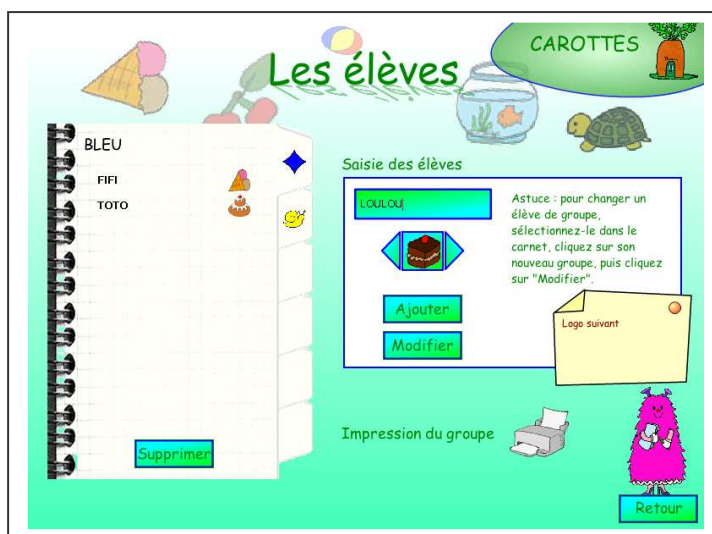 CAROTTES
Les élèves
BLEU
FIFI
TOTO
Supprimer
Saisie des élèves
LOULOU
Astuce : pour changer un
élève de groupe,
sélectionnez-le dans le
carnet, cliquez sur son
nouveau groupe, puis cliquez
sur "Modifier".
Ajouter
Modifier
Logo suivant
Impression du groupe
Retour